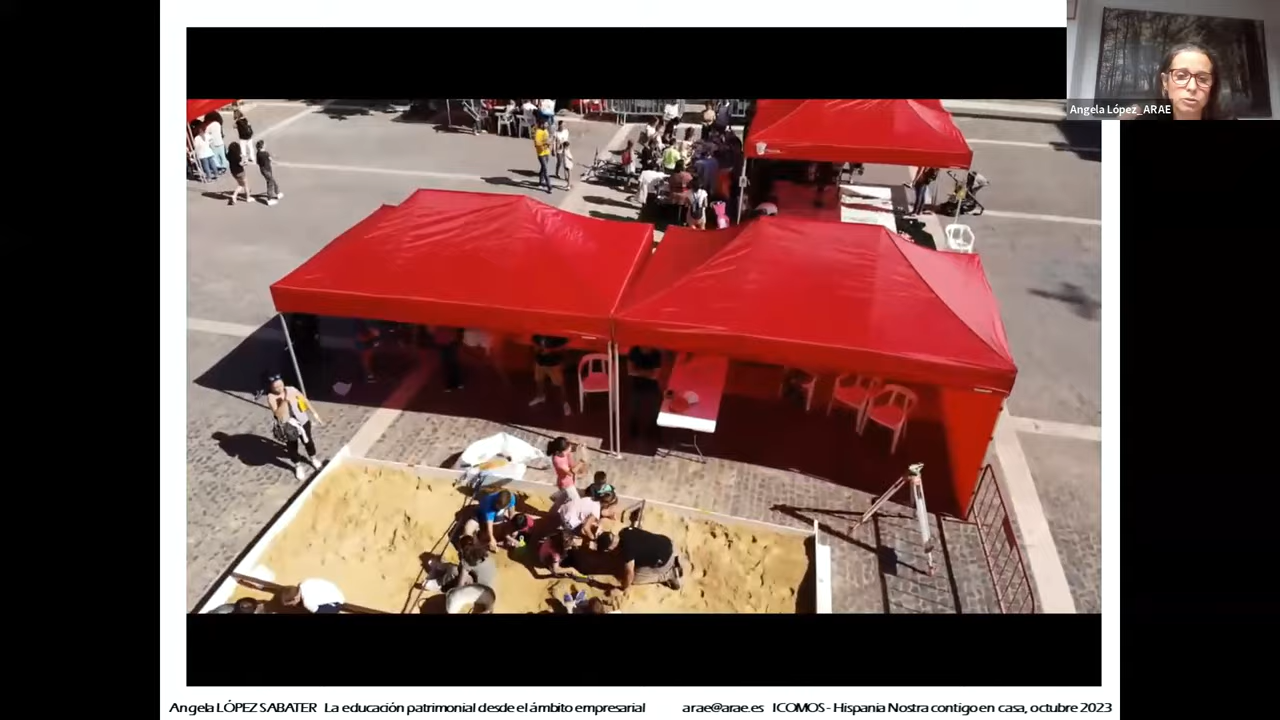 Angela López_ARAE
Angela LÓPEZ SABATER La educación patrimonial desde el ámbito empresarial arae@arae.es ICOMOS - Hispania Nostra contigo en casa, octubre 2023